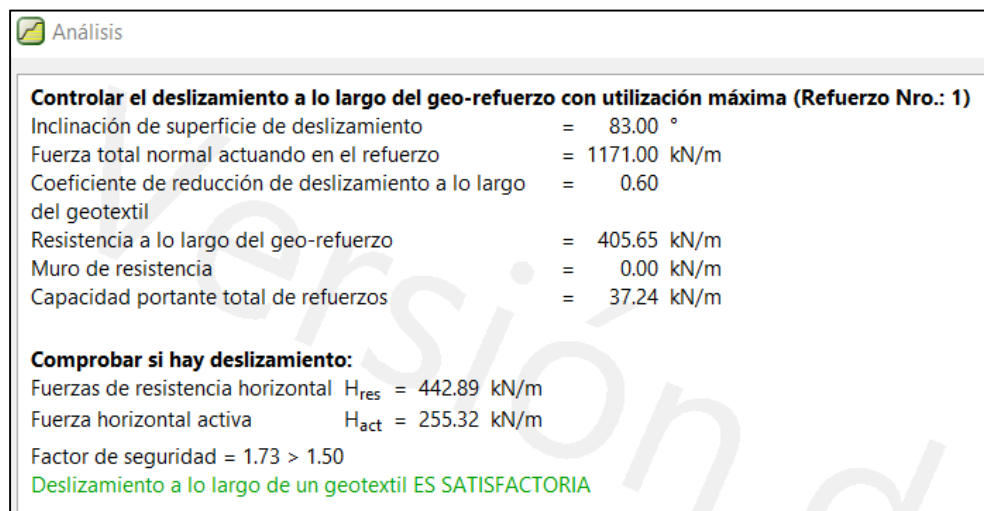 Análisis
Controlar el deslizamiento a lo largo del geo-refuerzo con utilización máxima (Refuerzo Nro.: 1)
Inclinación de superficie de deslizamiento = 83.00 °
Fuerza total normal actuando en el refuerzo = 1171.00 kN/m
Coeficiente de reducción de deslizamiento a lo largo = 0.60
del geotextil
Resistencia a lo largo del geo-refuerzo = 405.65 kN/m
Muro de resistencia = 0.00 kN/m
Capacidad portante total de refuerzos = 37.24 kN/m
Comprobar si hay deslizamiento:
Fuerzas de resistencia horizontal Hres = 442.89 kN/m
Fuerza horizontal activa Hact = 255.32 kN/m
Factor de seguridad = 1.73 > 1.50
Deslizamiento a lo largo de un geotextil ES SATISFACTORIA
Versión d